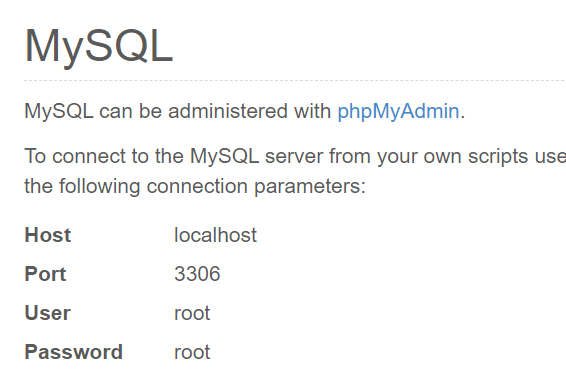 MySQL
MySQL can be administered with phpMyAdmin.
To connect to the MySQL server from your own scripts use
the following connection parameters:
Host localhost
Port 3306
User root
Password root